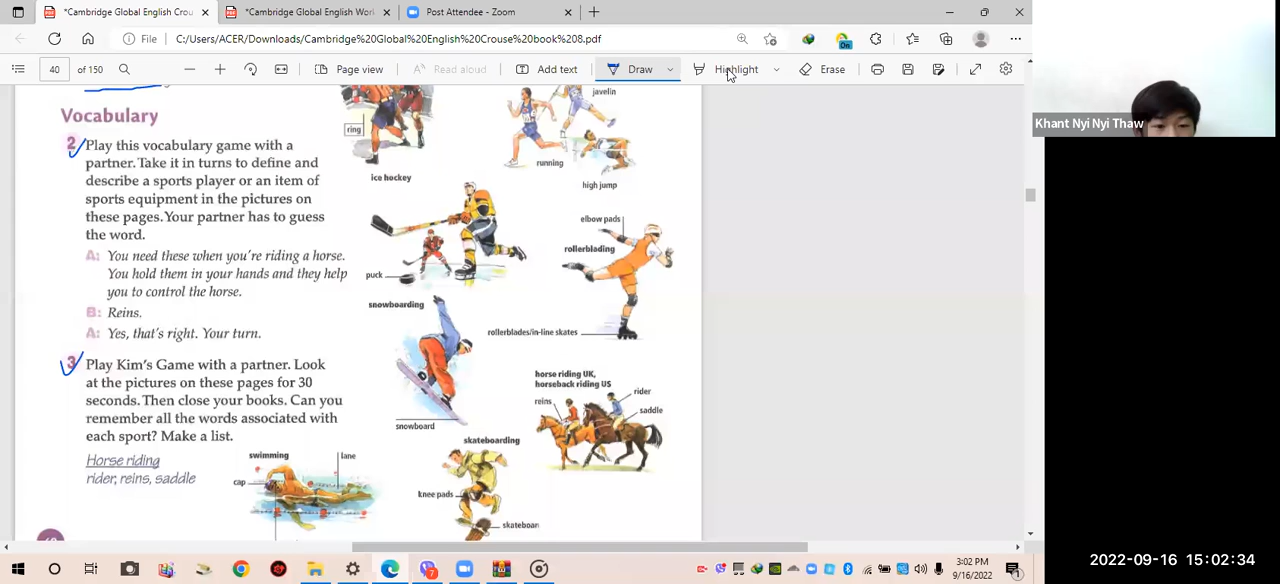 *Cambridge Global English Crou
*Cambridge Global English Worl
Post Attendee - Zoom
File
C:/Users/ACER/Downloads/Cambridge%20Global%20English%20Crouse%20book%208.pdf
On
40
of 150
Page view
Read aloud
Add text
Draw
Highlight
Erase
Vocabulary
2 Play this vocabulary game with a
partner. Take it in turns to define and
describe a sports player or an item of
sports equipment in the pictures on
these pages. Your partner has to guess
the word.
A: You need these when you're riding a horse.
You hold them in your hands and they help
you to control the horse.
B: Reins.
A: Yes, that's right. Your turn.
3 Play Kim's Game with a partner. Look
at the pictures on these pages for 30
seconds. Then close your books. Can you
remember all the words associated with
each sport? Make a list.
Horse riding
rider, reins, saddle
ring
javelin
running
high jump
ice hockey
puck
elbow pads
rollerblading
rollerblades/in-line skates
snowboarding
snowboard
horse riding UK,
horseback riding US
reins
rider
saddle
skateboarding
knee pads
skateboar
swimming
lane
cap
Khant Nyi Nyi Thaw
2022-09-16 15:02:34
3:02 PM
9/16/2022